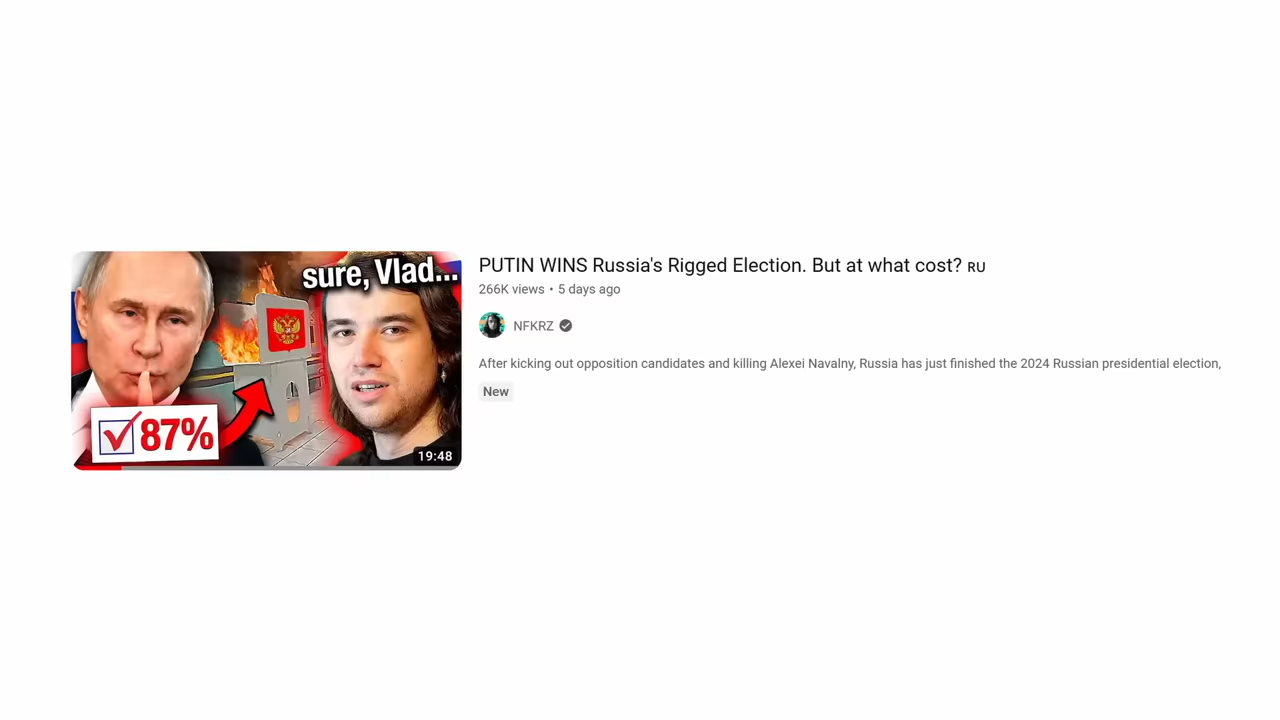 sure, Vlad...
87%
19:48
PUTIN WINS Russia's Rigged Election. But at what cost? RU
266K views • 5 days ago
NFKRZ
After kicking out opposition candidates and killing Alexei Navalny, Russia has just finished the 2024 Russian presidential election,
New